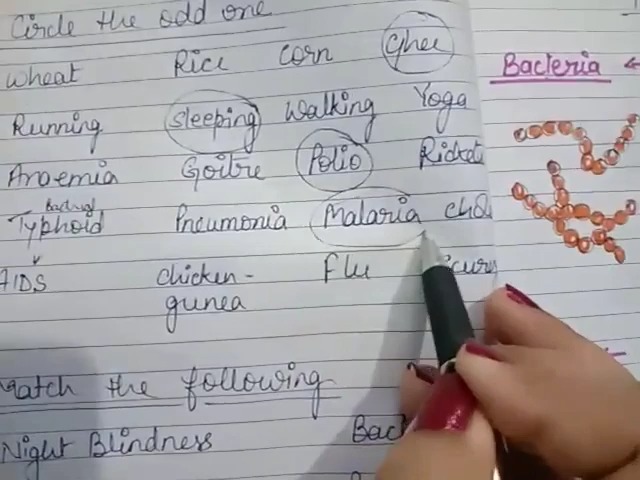 Circle the odd one
Wheat Rice Corn Ghee
Bacteria
Running Sleeping Walking Yoga
Anaemia Goitre Polio Rickets
Typhoid Pneumonia Malaria
AIDS Chicken- Flu
gunea
Match the following
Night Blindness